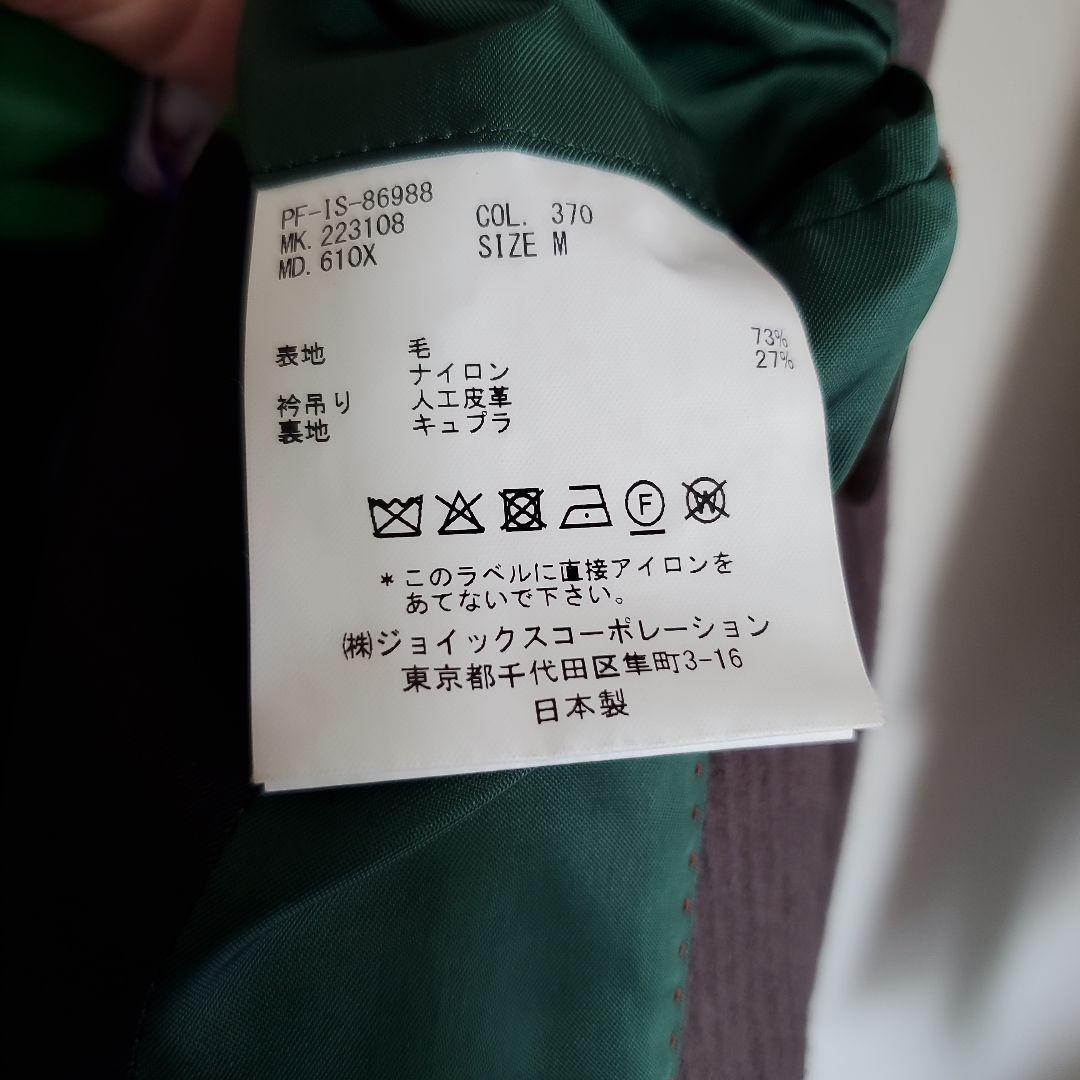 PF-IS-86988
MK. 223108
MD. 610X
COL. 370
SIZE M
表地 毛 73%
ナイロン 27%
衿吊り 人工皮革
裏地 キュプラ
F
W
*このラベルに直接アイロンを
あてないで下さい。
㈱ジョイックスコーポレーション
東京都千代田区隼町3-16
日本製